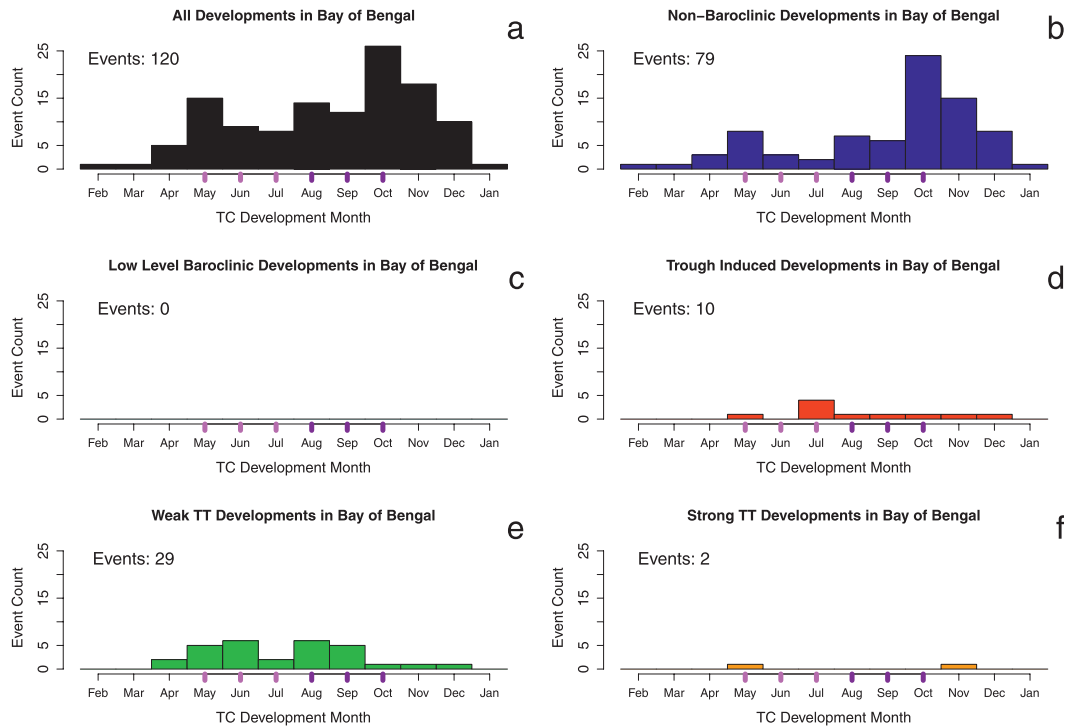 All Developments in Bay of Bengal
a
Events: 120
Event Count
0 5 15 25
Feb Mar Apr May Jun Jul Aug Sep Oct Nov Dec Jan
TC Development Month
Non−Baroclinic Developments in Bay of Bengal
b
Events: 79
Event Count
0 5 15 25
Feb Mar Apr May Jun Jul Aug Sep Oct Nov Dec Jan
TC Development Month
Low Level Baroclinic Developments in Bay of Bengal
c
Events: 0
Event Count
0 5 15 25
Feb Mar Apr May Jun Jul Aug Sep Oct Nov Dec Jan
TC Development Month
Trough Induced Developments in Bay of Bengal
d
Events: 10
Event Count
0 5 15 25
Feb Mar Apr May Jun Jul Aug Sep Oct Nov Dec Jan
TC Development Month
Weak TT Developments in Bay of Bengal
e
Events: 29
Event Count
0 5 15 25
Feb Mar Apr May Jun Jul Aug Sep Oct Nov Dec Jan
TC Development Month
Strong TT Developments in Bay of Bengal
f
Events: 2
Event Count
0 5 15 25
Feb Mar Apr May Jun Jul Aug Sep Oct Nov Dec Jan
TC Development Month